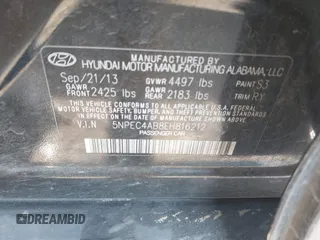 MANUFACTURED BY
HYUNDAI MOTOR MANUFACTURING ALABAMA, LLC
Sep/21/13 GVWR 4497 lbs PAINT S3
GAWR FRONT 2425 lbs GAWR REAR 2183 lbs TRIM RY
THIS VEHICLE CONFORMS TO ALL APPLICABLE U.S. FEDERAL
MOTOR VEHICLE SAFETY, BUMPER, AND THEFT PREVENTION STANDARDS
IN EFFECT ON THE DATE OF MANUFACTURE SHOWN ABOVE.
V.I.N 5NPEC4AB8EH816212
PASSENGER CAR
DREAMBID